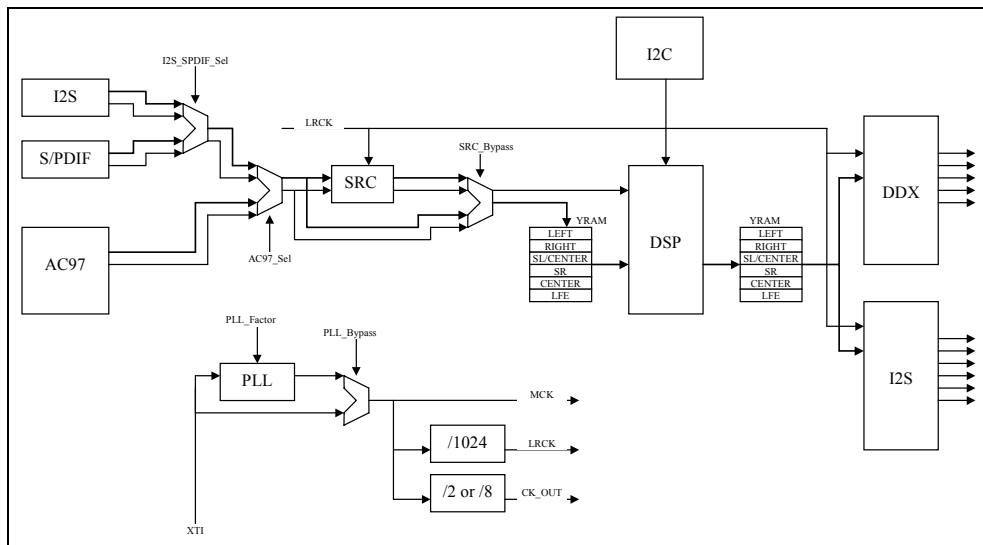 I2S_SPDIF_Sel
I2C
I2S
LRCK
SRC_Bypass
S/PDIF
SRC
DDX
YRAM
YRAM
LEFT
RIGHT
SL/CENTER
SR
CENTER
LFE
DSP
LEFT
RIGHT
SL/CENTER
SR
CENTER
LFE
AC97
AC97_Sel
PLL_Factor
PLL_Bypass
PLL
I2S
MCK
/1024
LRCK
/2 or /8
CK_OUT
XTI